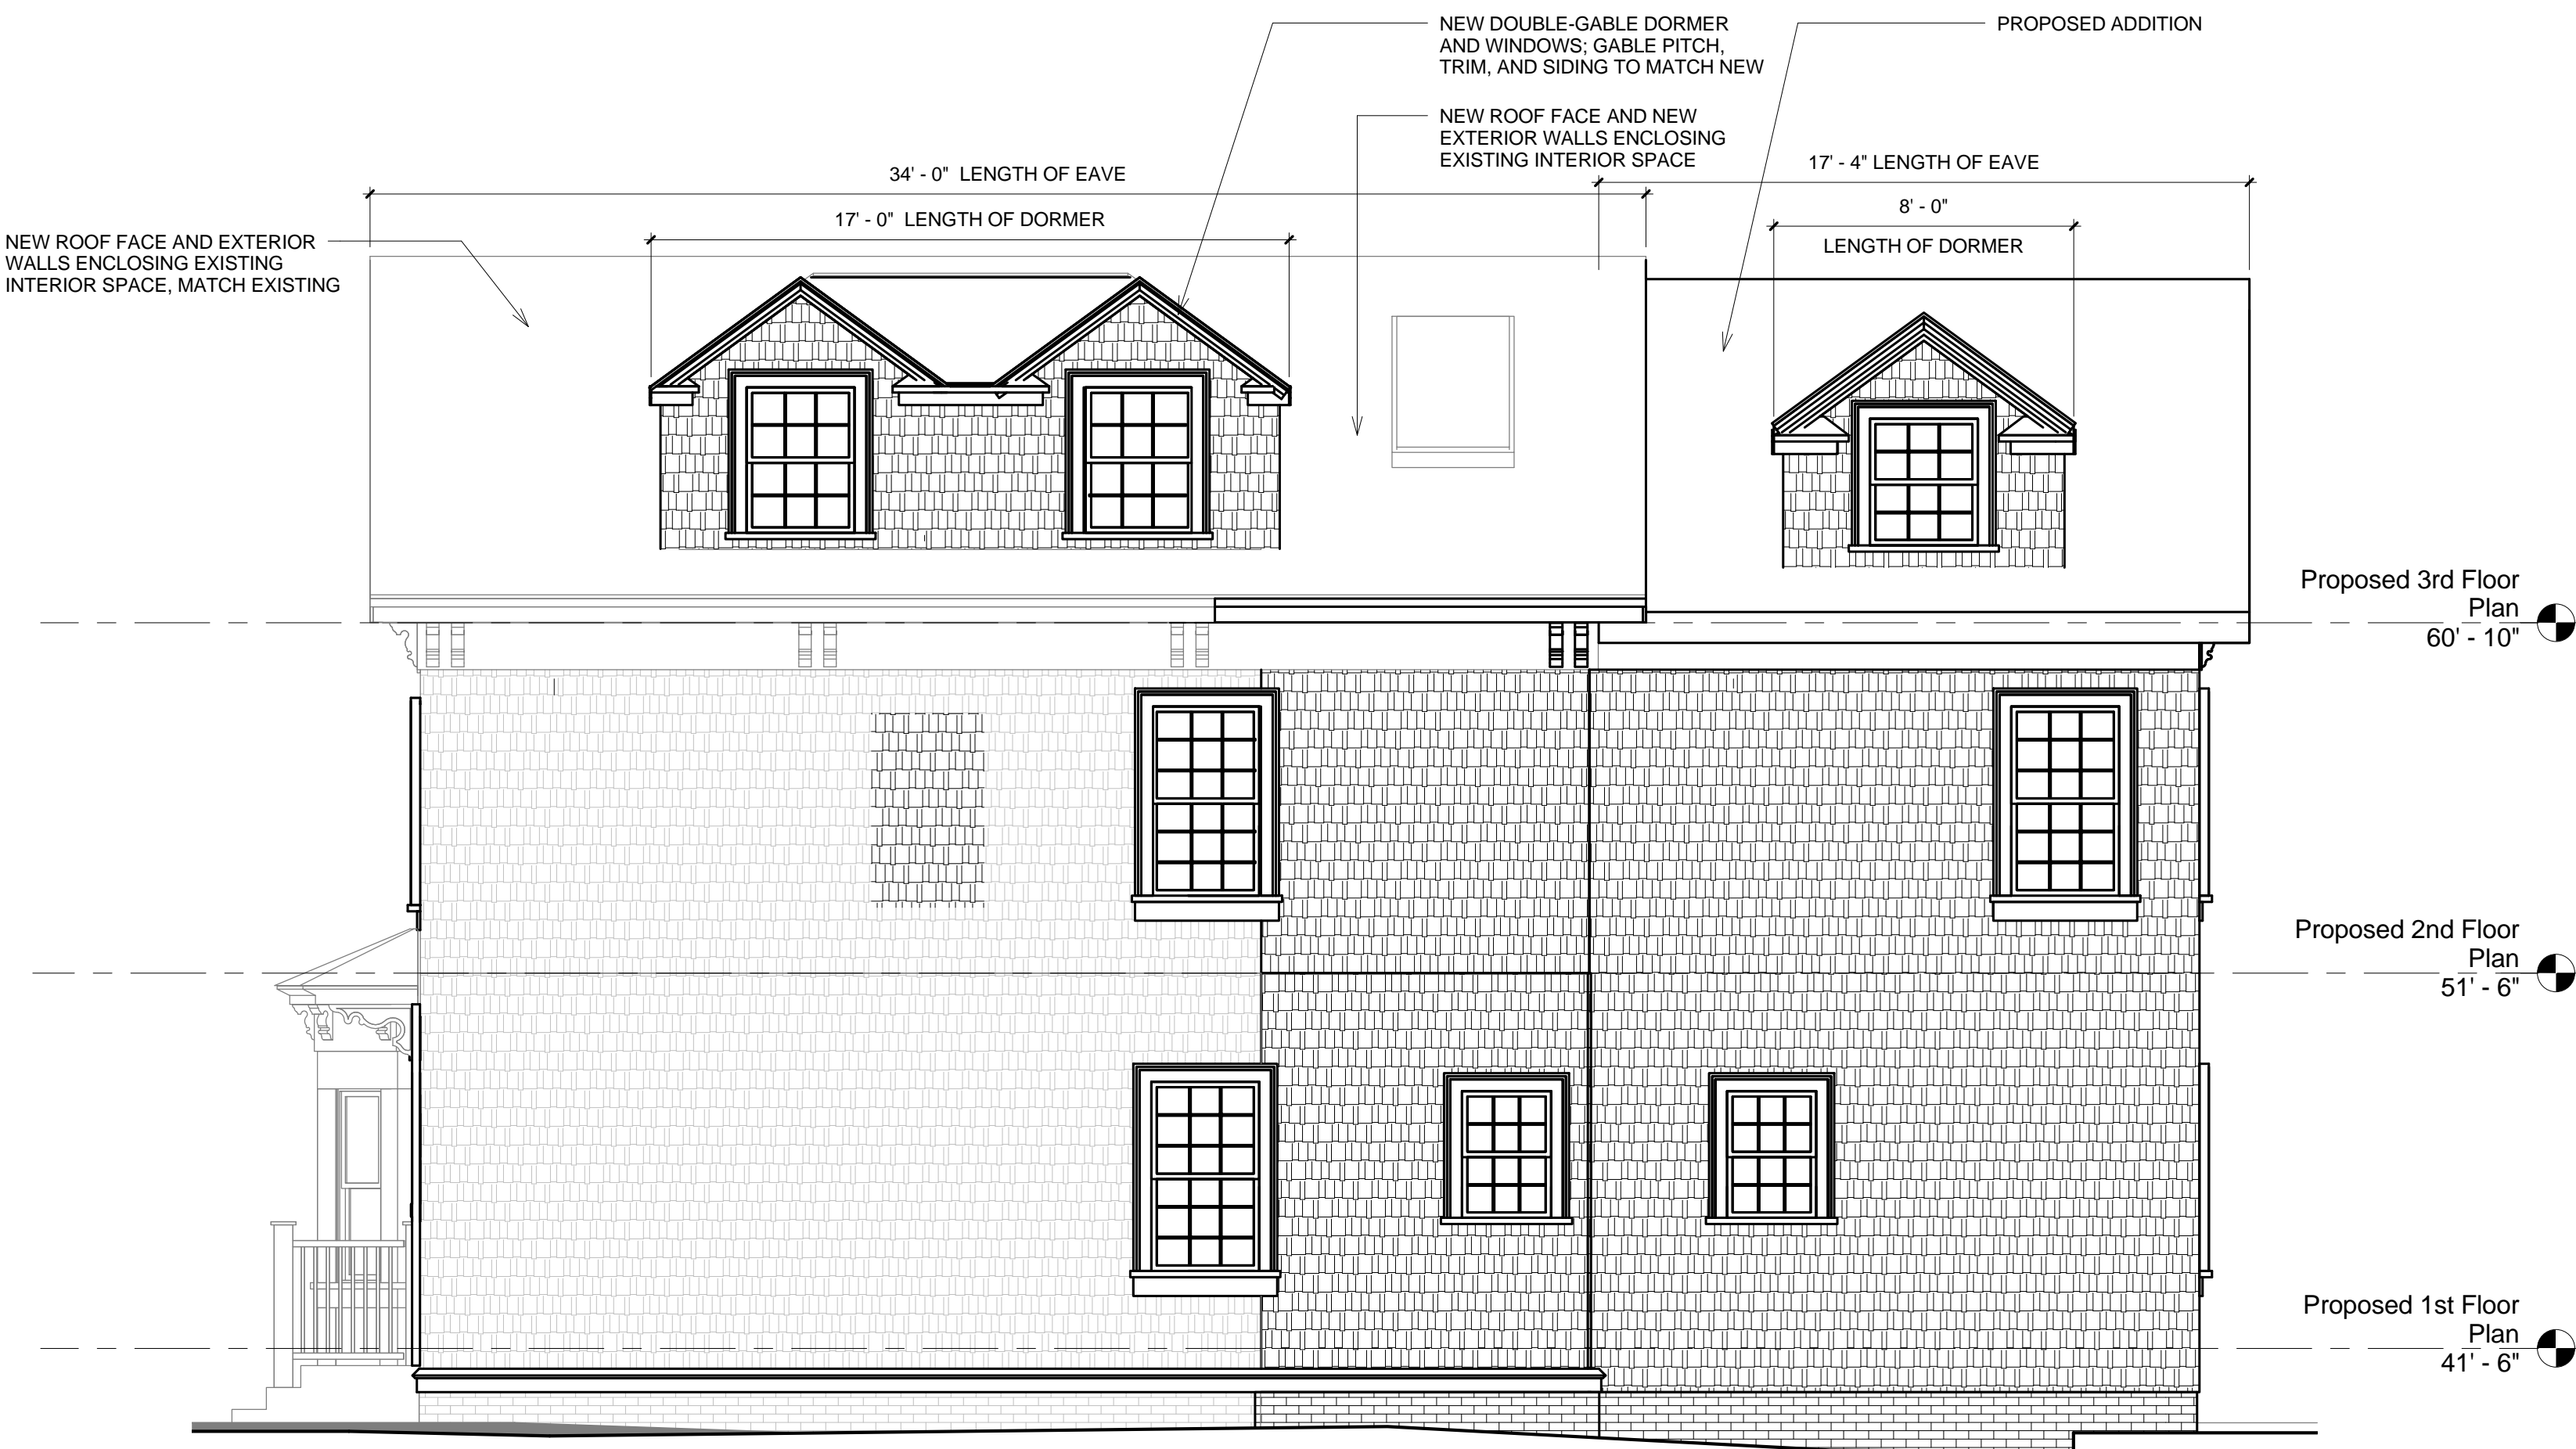 NEW DOUBLE-GABLE DORMER
AND WINDOWS; GABLE PITCH,
TRIM, AND SIDING TO MATCH NEW
PROPOSED ADDITION
NEW ROOF FACE AND NEW
EXTERIOR WALLS ENCLOSING
EXISTING INTERIOR SPACE
34' - 0" LENGTH OF EAVE
17' - 4" LENGTH OF EAVE
17' - 0" LENGTH OF DORMER
8' - 0"
LENGTH OF DORMER
NEW ROOF FACE AND EXTERIOR
WALLS ENCLOSING EXISTING
INTERIOR SPACE, MATCH EXISTING
Proposed 3rd Floor
Plan
60' - 10"
Proposed 2nd Floor
Plan
51' - 6"
Proposed 1st Floor
Plan
41' - 6"